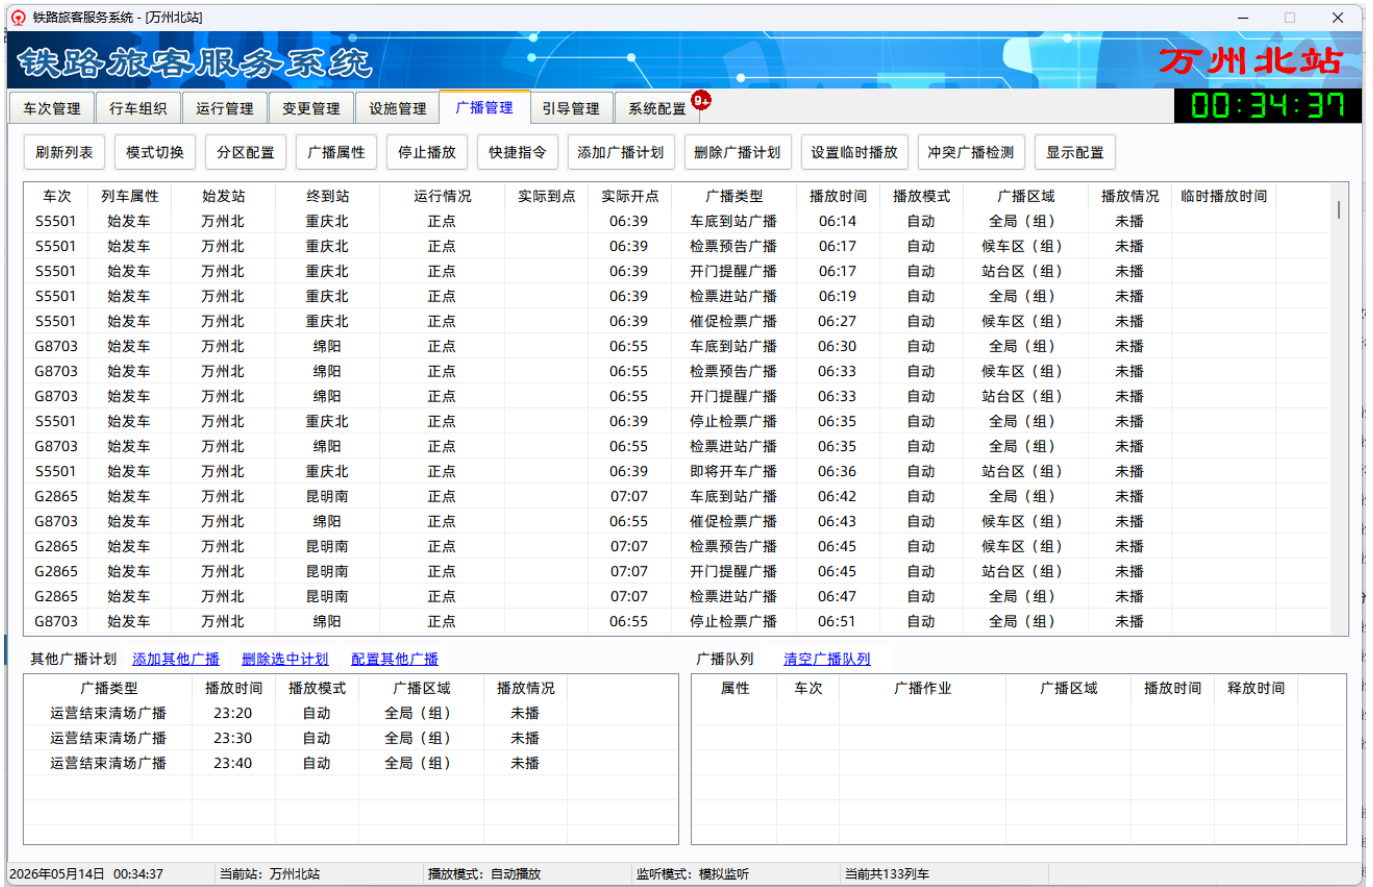 铁路旅客服务系统 - [万州北站]
铁路旅客服务系统
万州北站
车次管理 行车组织 运行管理 变更管理 设施管理 广播管理 引导管理 系统配置 9+
00:34:37
刷新列表 模式切换 分区配置 广播属性 停止播放 快捷指令 添加广播计划 删除广播计划 设置临时播放 冲突广播检测 显示配置
车次 列车属性 始发站 终到站 运行情况 实际到点 实际开点 广播类型 播放时间 播放模式 广播区域 播放情况 临时播放时间
S5501 始发车 万州北 重庆北 正点 06:39 车底到站广播 06:14 自动 全局（组） 未播
S5501 始发车 万州北 重庆北 正点 06:39 检票预告广播 06:17 自动 候车区（组） 未播
S5501 始发车 万州北 重庆北 正点 06:39 开门提醒广播 06:17 自动 站台区（组） 未播
S5501 始发车 万州北 重庆北 正点 06:39 检票进站广播 06:19 自动 全局（组） 未播
S5501 始发车 万州北 重庆北 正点 06:39 催促检票广播 06:27 自动 候车区（组） 未播
G8703 始发车 万州北 绵阳 正点 06:55 车底到站广播 06:30 自动 全局（组） 未播
G8703 始发车 万州北 绵阳 正点 06:55 检票预告广播 06:33 自动 候车区（组） 未播
G8703 始发车 万州北 绵阳 正点 06:55 开门提醒广播 06:33 自动 站台区（组） 未播
S5501 始发车 万州北 重庆北 正点 06:39 停止检票广播 06:35 自动 全局（组） 未播
G8703 始发车 万州北 绵阳 正点 06:55 检票进站广播 06:35 自动 全局（组） 未播
S5501 始发车 万州北 重庆北 正点 06:39 即将开车广播 06:36 自动 站台区（组） 未播
G2865 始发车 万州北 昆明南 正点 07:07 车底到站广播 06:42 自动 全局（组） 未播
G8703 始发车 万州北 绵阳 正点 06:55 催促检票广播 06:43 自动 候车区（组） 未播
G2865 始发车 万州北 昆明南 正点 07:07 检票预告广播 06:45 自动 候车区（组） 未播
G2865 始发车 万州北 昆明南 正点 07:07 开门提醒广播 06:45 自动 站台区（组） 未播
G2865 始发车 万州北 昆明南 正点 07:07 检票进站广播 06:47 自动 全局（组） 未播
G8703 始发车 万州北 绵阳 正点 06:55 停止检票广播 06:51 自动 全局（组） 未播
其他广播计划 添加其他广播 删除选中计划 配置其他广播
广播类型 播放时间 播放模式 广播区域 播放情况
运营结束清场广播 23:20 自动 全局（组） 未播
运营结束清场广播 23:30 自动 全局（组） 未播
运营结束清场广播 23:40 自动 全局（组） 未播
广播队列 清空广播队列
属性 车次 广播作业 广播区域 播放时间 释放时间
2026年05月14日 00:34:37 当前站：万州北站 播放模式：自动播放 监听模式：模拟监听 当前共133列车